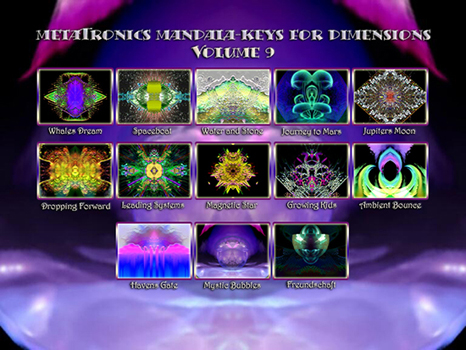 METATRONICS MANDALA-KEYS FOR DIMENSIONS
VOLUME 9
Whales Dream
Spaceboat
Water and Stone
Journey to Mars
Jupiters Moon
Dropping Forward
Leading Systems
Magnetic Star
Growing Kids
Ambient Bounce
Havens Gate
Mystic Bubbles
Freundschaft